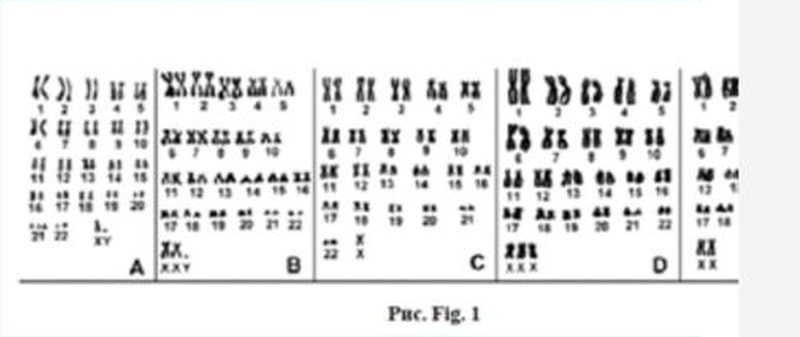 1 2 3 4 5
6 7 8 9 10
11 12 13 14 15
16 17 18 19 20
21 22 XY
A
1 2 3 4 5
6 7 8 9 10
11 12 13 14 15 16
17 18 19 20 21 22
XXY B
1 2 3 4 5
6 7 8 9 10
11 12 13 14 15 16
17 18 19 20 21
22 X
C
1 2 3 4 5
6 7 8 9 10
11 12 13 14 15 16
17 18 19 20 21 22
X X X D
1 2
6 7
12
17 18
X X
Рис. Fig. 1